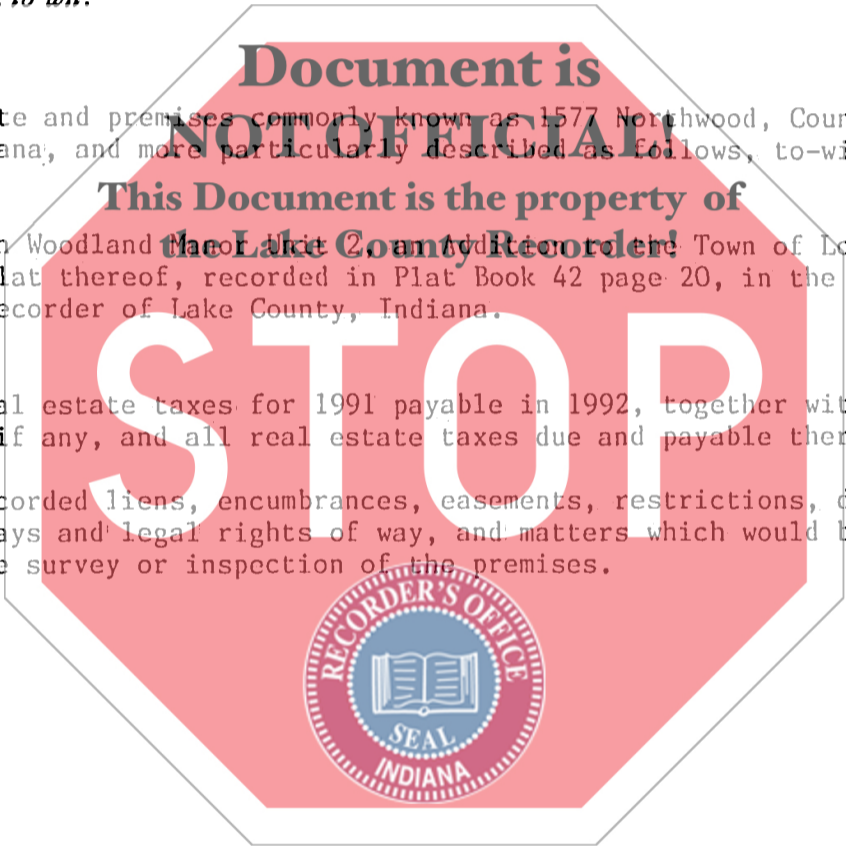 to wit:
Document is
te and premises commonly known as 1577 Northwood, Coun
NOT OFFICIAL!
ana, and more particularly described as follows, to-wi
This Document is the property of
n Woodland Manor Unit 2, an Addition to the Town of Lo
the Lake County Recorder!
lat thereof, recorded in Plat Book 42 page 20, in the
ecorder of Lake County, Indiana.
STOP
al estate taxes for 1991 payable in 1992, together wit
if any, and all real estate taxes due and payable ther
corded liens, encumbrances, easements, restrictions,
ays and legal rights of way, and matters which would b
e survey or inspection of the premises.
RECORDER'S OFFICE
SEAL
INDIANA